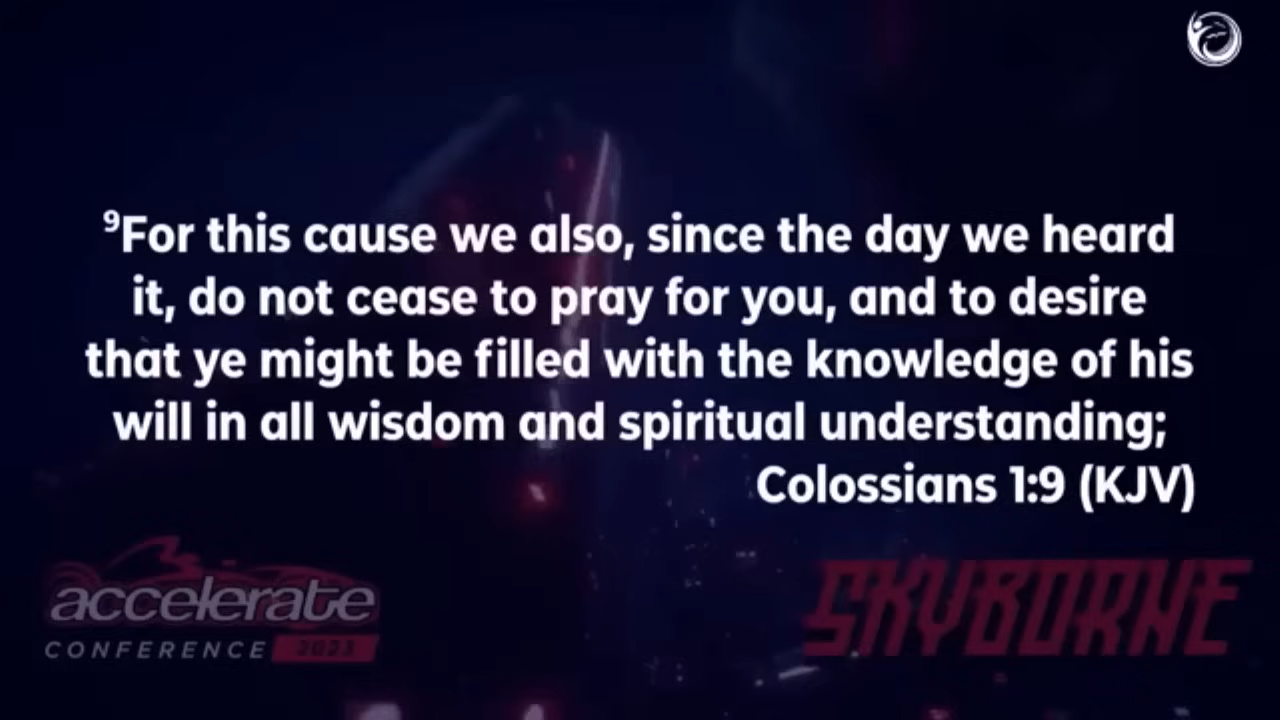 ⁹For this cause we also, since the day we heard
it, do not cease to pray for you, and to desire
that ye might be filled with the knowledge of his
will in all wisdom and spiritual understanding;
Colossians 1:9 (KJV)
accelerate
CONFERENCE 2023
SKYBORNE